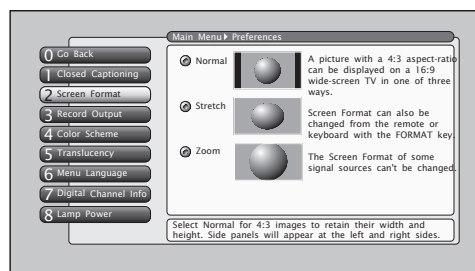 Main Menu Preferences
0 Go Back
1 Closed Captioning
2 Screen Format
3 Record Output
4 Color Scheme
5 Translucency
6 Menu Language
7 Digital Channel Info
8 Lamp Power
Normal
Stretch
Zoom
A picture with a 4:3 aspect-ratio
can be displayed on a 16:9
wide-screen TV in one of three
ways.
Screen Format can also be
changed from the remote or
keyboard with the FORMAT key.
The Screen Format of some
signal sources can't be changed.
Select Normal for 4:3 images to retain their width and
height. Side panels will appear at the left and right sides.